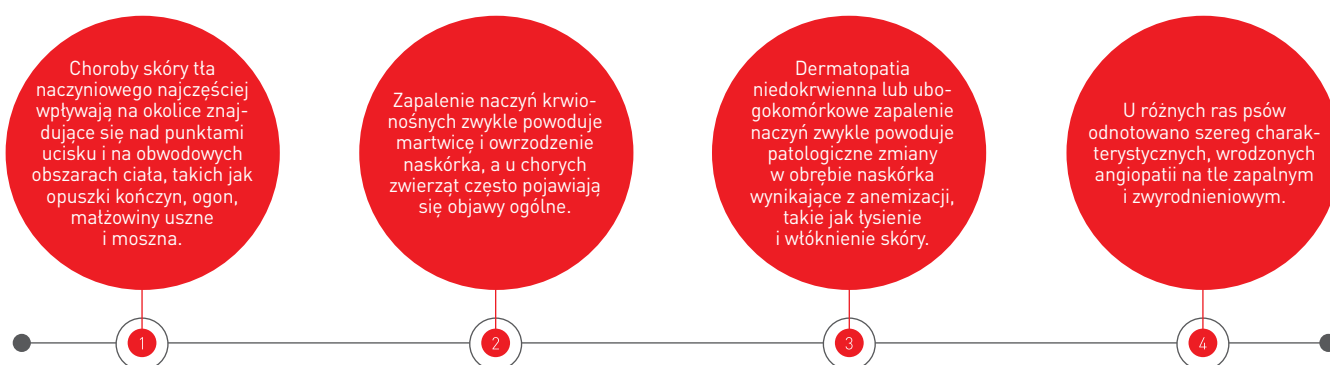 Choroby skóry tła
naczyniowego najczęściej
wpływają na okolice znaj-
dujące się nad punktami
ucisku i na obwodowych
obszarach ciała, takich jak
opuszki kończyn, ogon,
małżowiny uszne
i moszna.
1
Zapalenie naczyń krwio-
nośnych zwykle powoduje
martwicę i owrzodzenie
naskórka, a u chorych
zwierząt często pojawiają
się objawy ogólne.
2
Dermatopatia
niedokrwienna lub ubo-
gokomórkowe zapalenie
naczyń zwykle powoduje
patologiczne zmiany
w obrębie naskórka
wynikające z anemizacji,
takie jak łysienie
i włóknienie skóry.
3
U różnych ras psów
odnotowano szereg charak-
terystycznych, wrodzonych
angiopatii na tle zapalnym
i zwyrodnieniowym.
4